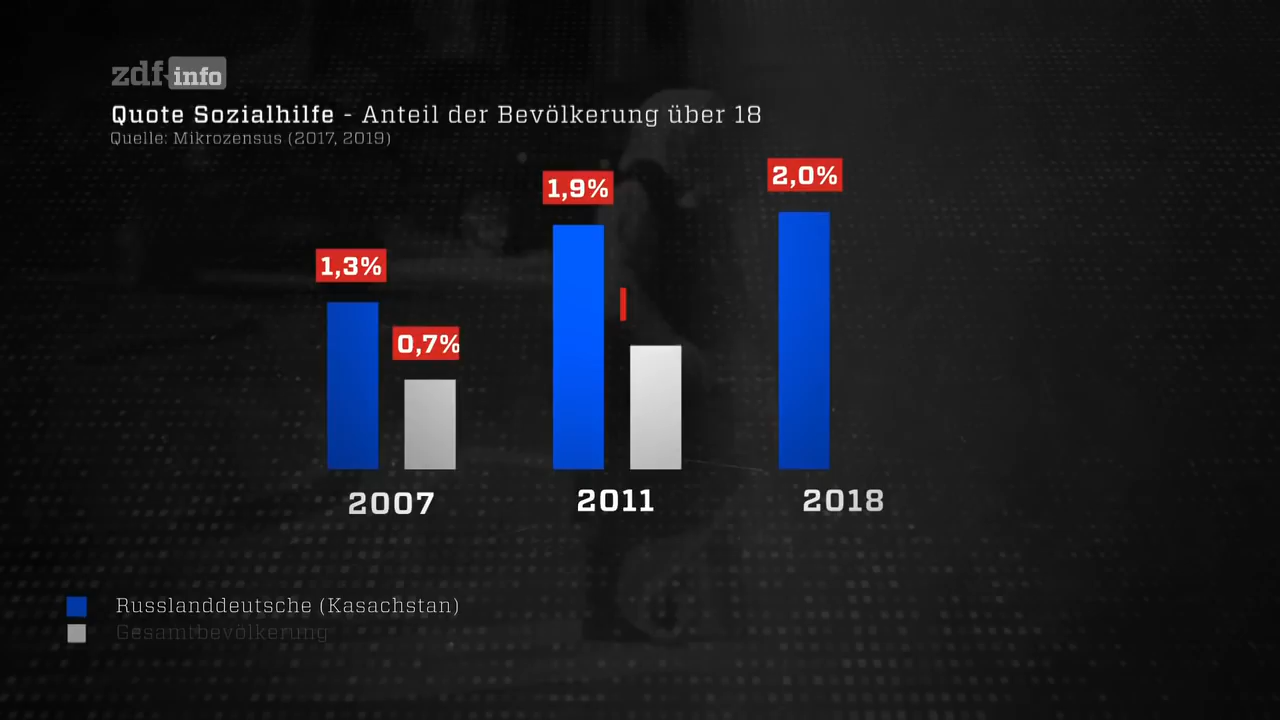 zdf info
Quote Sozialhilfe - Anteil der Bevölkerung über 18
Quelle: Mikrozensus (2017, 2019)
2,0%
1,9%
1,3%
0,7%
2007
2011
2018
Russlanddeutsche (Kasachstan)
Gesamtbevölkerung